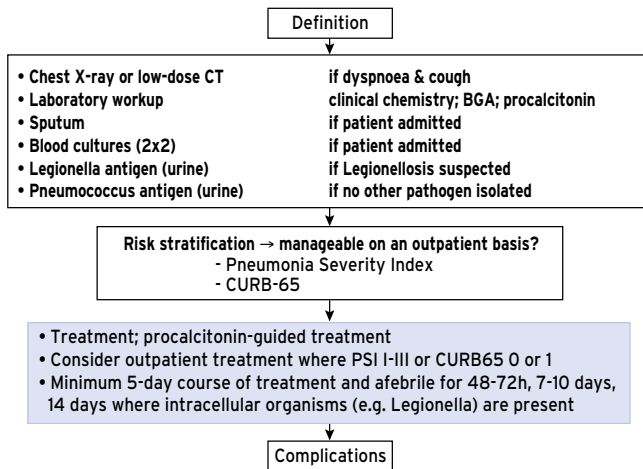 Definition
• Chest X-ray or low-dose CT if dyspnoea & cough
• Laboratory workup clinical chemistry; BGA; procalcitonin
• Sputum if patient admitted
• Blood cultures (2x2) if patient admitted
• Legionella antigen (urine) if Legionellosis suspected
• Pneumococcus antigen (urine) if no other pathogen isolated
Risk stratification → manageable on an outpatient basis?
- Pneumonia Severity Index
- CURB-65
• Treatment; procalcitonin-guided treatment
• Consider outpatient treatment where PSI I-III or CURB65 0 or 1
• Minimum 5-day course of treatment and afebrile for 48-72h, 7-10 days,
14 days where intracellular organisms (e.g. Legionella) are present
Complications